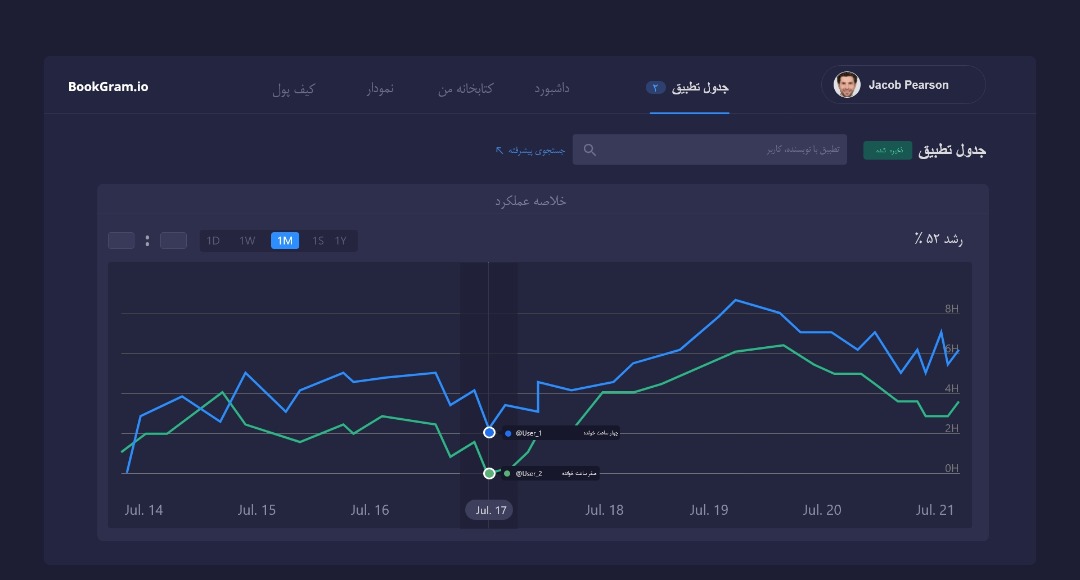 BookGram.io
کیف پول
نمودار
کتابخانه من
داشبورد
جدول تطبیق
۳
Jacob Pearson
جدول تطبیق
ذخیره شده
تطبیق با نویسنده، کاربر
جستجوی پیشرفته
خلاصه عملکرد
رشد ۵۲ ٪
:
1D 1W 1M 1S 1Y
8H
6H
4H
2H
@User_1 چهار ساعت خوانده
0H
@User_2 صفر ساعت خوانده
Jul. 14 Jul. 15 Jul. 16 Jul. 17 Jul. 18 Jul. 19 Jul. 20 Jul. 21